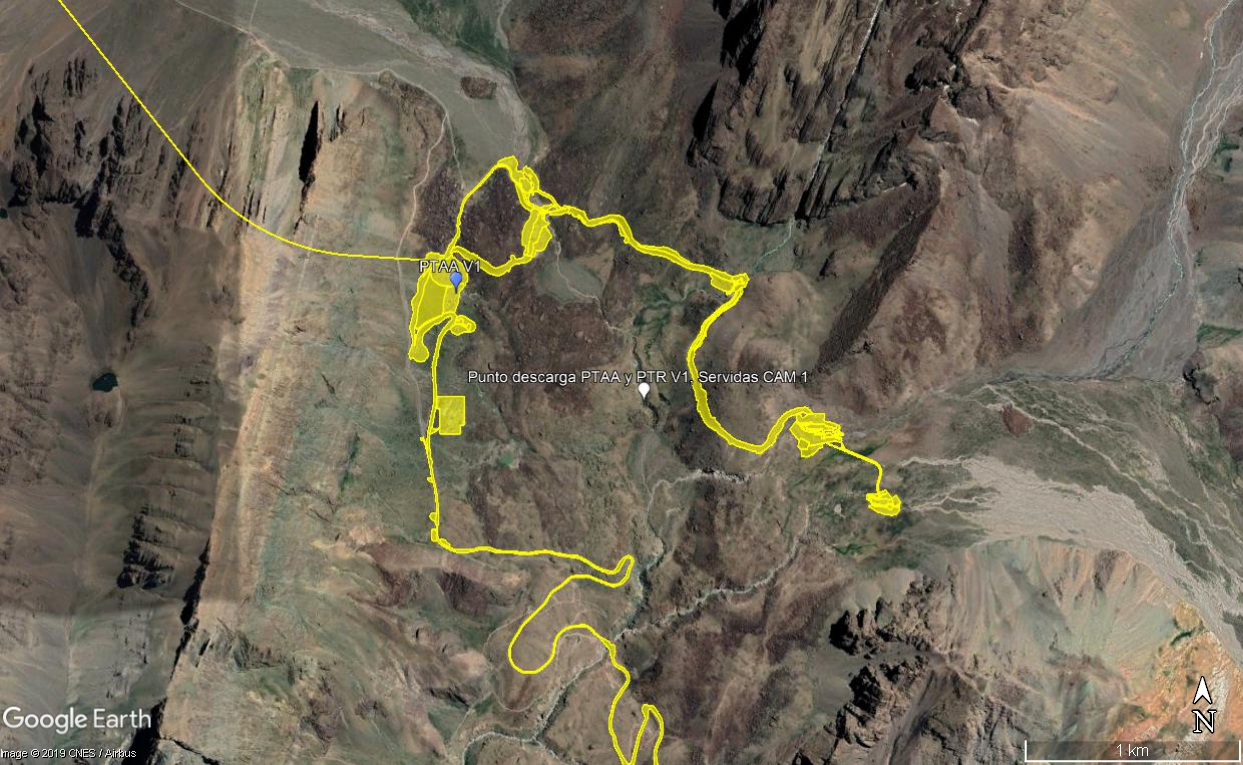 PTAA V1
Punto descarga PTAA y PTR V1, Servidas CAM 1
Google Earth
N
Image © 2019 CNES / Airbus
1 km